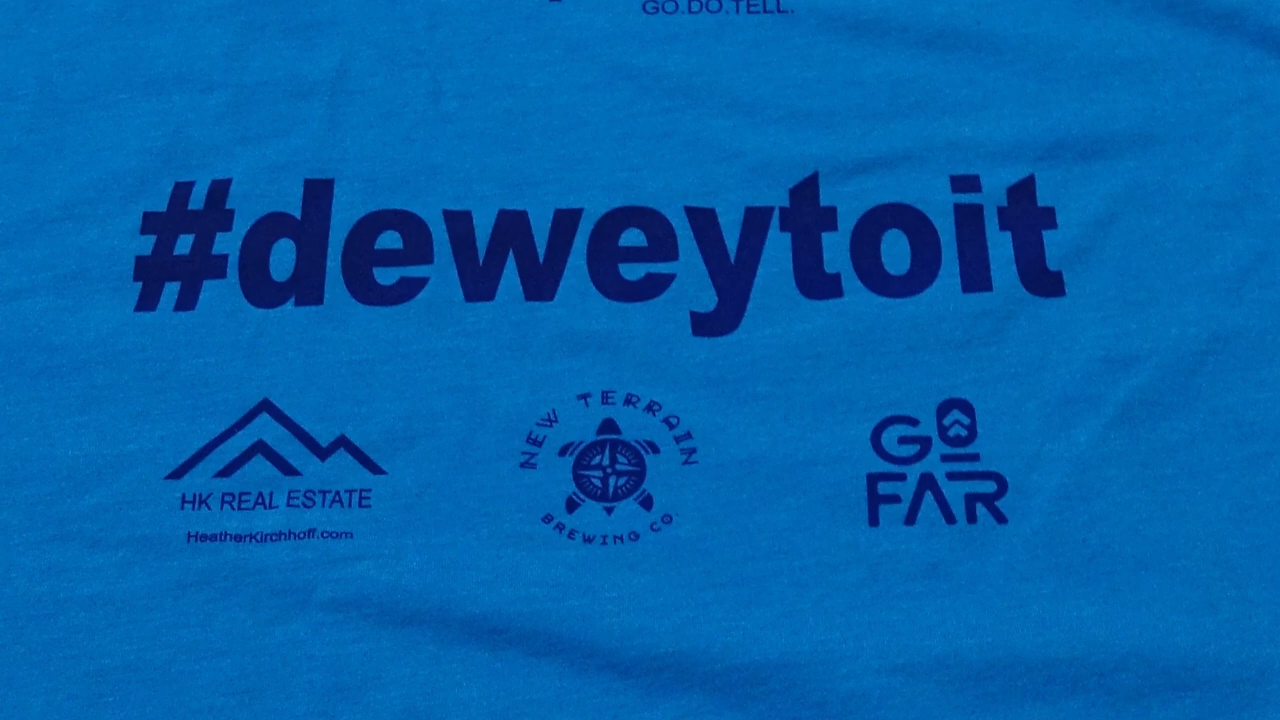 GO.DO.TELL.
#deweytoit
HK REAL ESTATE
HeatherKirchhoff.com
NEW TERRAIN
BREWING CO.
GO
FAR